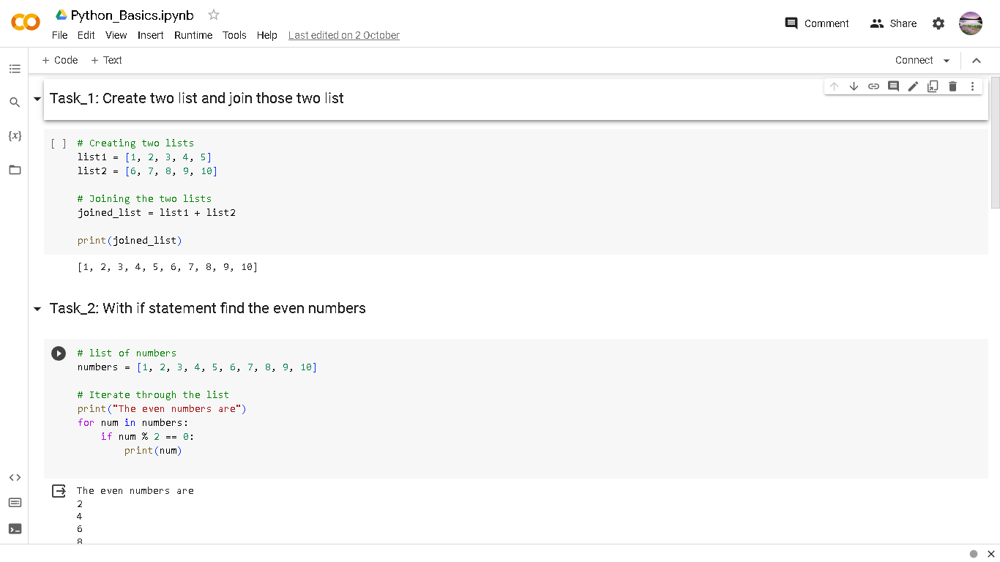 Python_Basics.ipynb
File Edit View Insert Runtime Tools Help Last edited on 2 October
Comment Share
+ Code + Text
Connect
Task_1: Create two list and join those two list
[ ] # Creating two lists
list1 = [1, 2, 3, 4, 5]
list2 = [6, 7, 8, 9, 10]
# Joining the two lists
joined_list = list1 + list2
print(joined_list)
[1, 2, 3, 4, 5, 6, 7, 8, 9, 10]
Task_2: With if statement find the even numbers
# list of numbers
numbers = [1, 2, 3, 4, 5, 6, 7, 8, 9, 10]
# Iterate through the list
print("The even numbers are")
for num in numbers:
    if num % 2 == 0:
        print(num)
The even numbers are
2
4
6
8